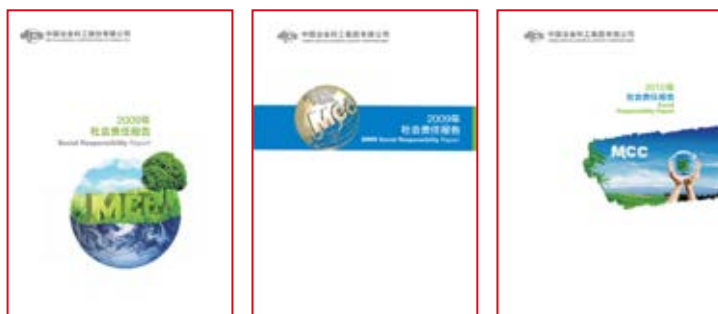 中国冶金科工股份有限公司
2009年
社会责任报告
Social Responsibility Report
MCC
中国冶金科工集团有限公司
MCC
2009年
社会责任报告
2009 Social Responsibility Report
中国冶金科工集团有限公司
2010年
社会责任报告
Social
Responsibility Report
MCC